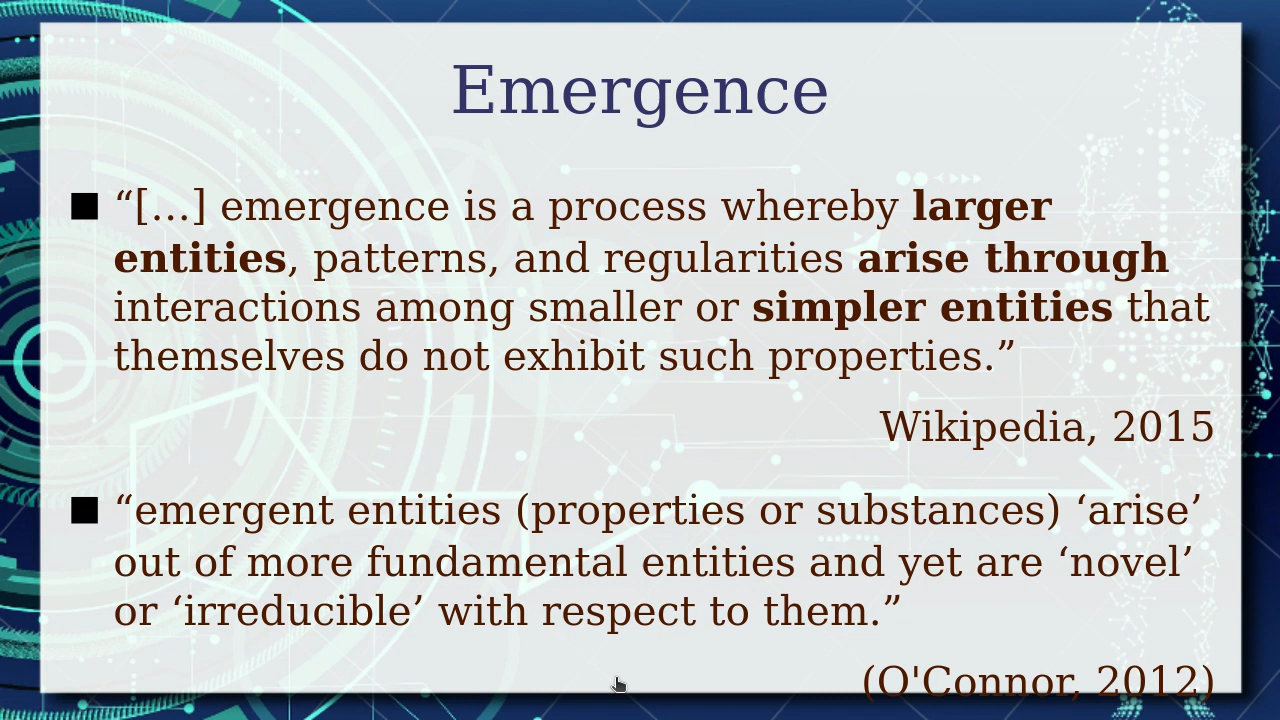 Emergence
“[…] emergence is a process whereby larger
entities, patterns, and regularities arise through
interactions among smaller or simpler entities that
themselves do not exhibit such properties.”
Wikipedia, 2015
“emergent entities (properties or substances) ‘arise’
out of more fundamental entities and yet are ‘novel’
or ‘irreducible’ with respect to them.”
(O'Connor, 2012)